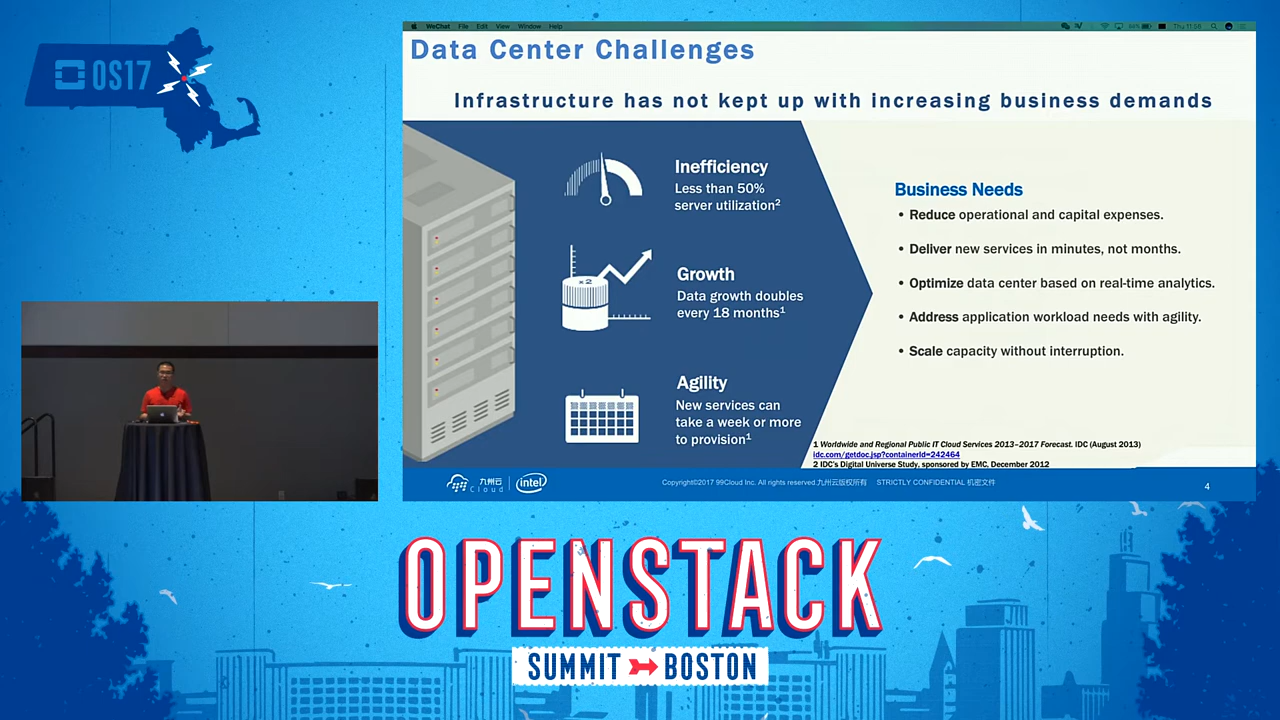 OS17
WeChat File Edit View Window Help
Thu 11:56
Data Center Challenges
Infrastructure has not kept up with increasing business demands
Inefficiency
Less than 50%
server utilization2
x2
Growth
Data growth doubles
every 18 months1
Agility
New services can
take a week or more
to provision1
Business Needs
• Reduce operational and capital expenses.
• Deliver new services in minutes, not months.
• Optimize data center based on real-time analytics.
• Address application workload needs with agility.
• Scale capacity without interruption.
1 Worldwide and Regional Public IT Cloud Services 2013–2017 Forecast. IDC (August 2013)
idc.com/getdoc.jsp?containerId=242464
2 IDC's Digital Universe Study, sponsored by EMC, December 2012
九州云
Cloud
intel
Copyright©2017 99Cloud Inc. All rights reserved.九州云版权所有 STRICTLY CONFIDENTIAL 机密文件
4
OPENSTACK
SUMMIT BOSTON